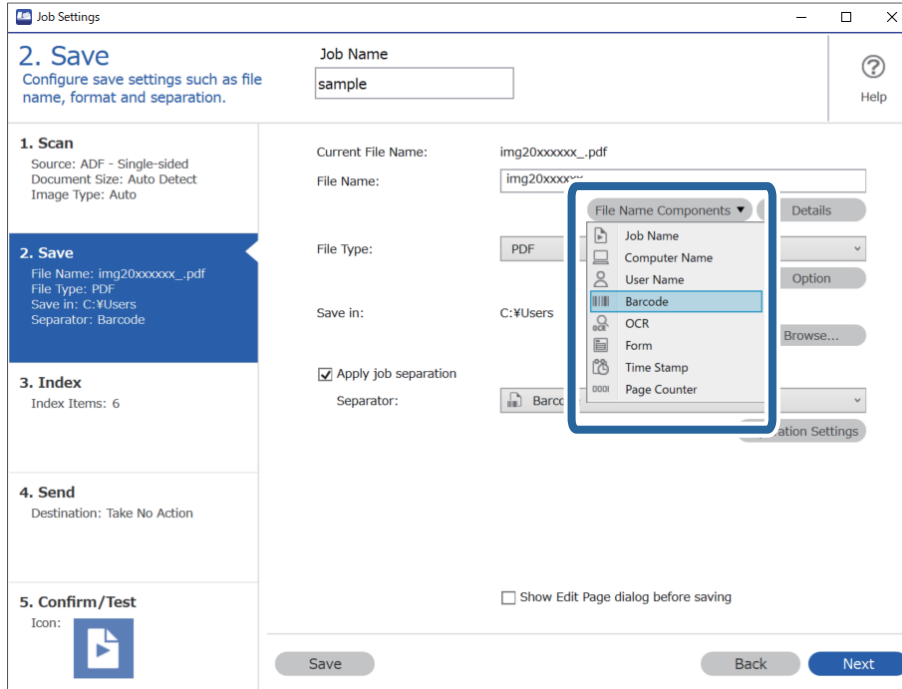 Job Settings
2. Save
Configure save settings such as file
name, format and separation.
Job Name
sample
Help
1. Scan
Source: ADF - Single-sided
Document Size: Auto Detect
Image Type: Auto
2. Save
File Name: img20xxxxxx_.pdf
File Type: PDF
Save in: C:¥Users
Separator: Barcode
3. Index
Index Items: 6
4. Send
Destination: Take No Action
5. Confirm/Test
Icon:
Current File Name: img20xxxxxx_.pdf
File Name: img20xxxxxx
File Name Components ▼ Details
File Type: PDF
Option
Save in: C:¥Users
Browse...
Job Name
Computer Name
User Name
Barcode
OCR
OCR
Form
Time Stamp
0001 Page Counter
Apply job separation
Separator:
Settings
Show Edit Page dialog before saving
Save
Back
Next